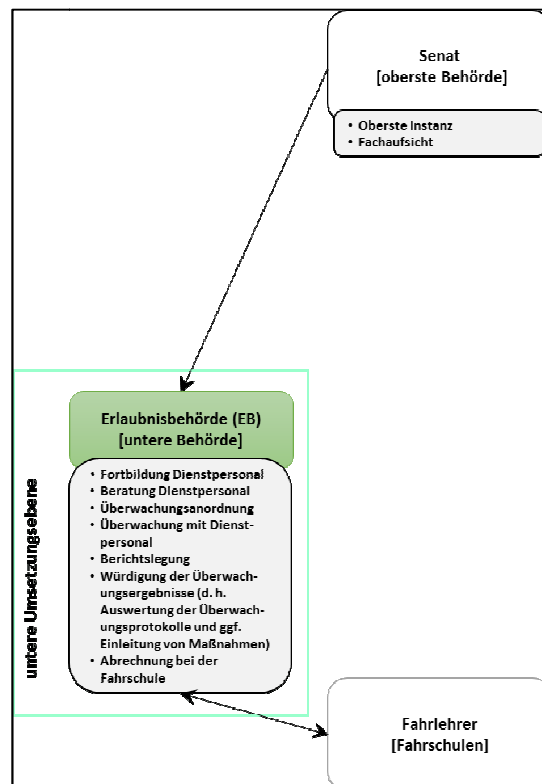 Senat
[oberste Behörde]
• Oberste Instanz
• Fachaufsicht
untere Umsetzungsebene
Erlaubnisbehörde (EB)
[untere Behörde]
• Fortbildung Dienstpersonal
• Beratung Dienstpersonal
• Überwachungsanordnung
• Überwachung mit Dienst-
personal
• Berichtslegung
• Würdigung der Überwach-
ungsergebnisse (d. h.
Auswertung der Überwach-
ungsprotokolle und ggf.
Einleitung von Maßnahmen)
• Abrechnung bei der
Fahrschule
Fahrlehrer
[Fahrschulen]